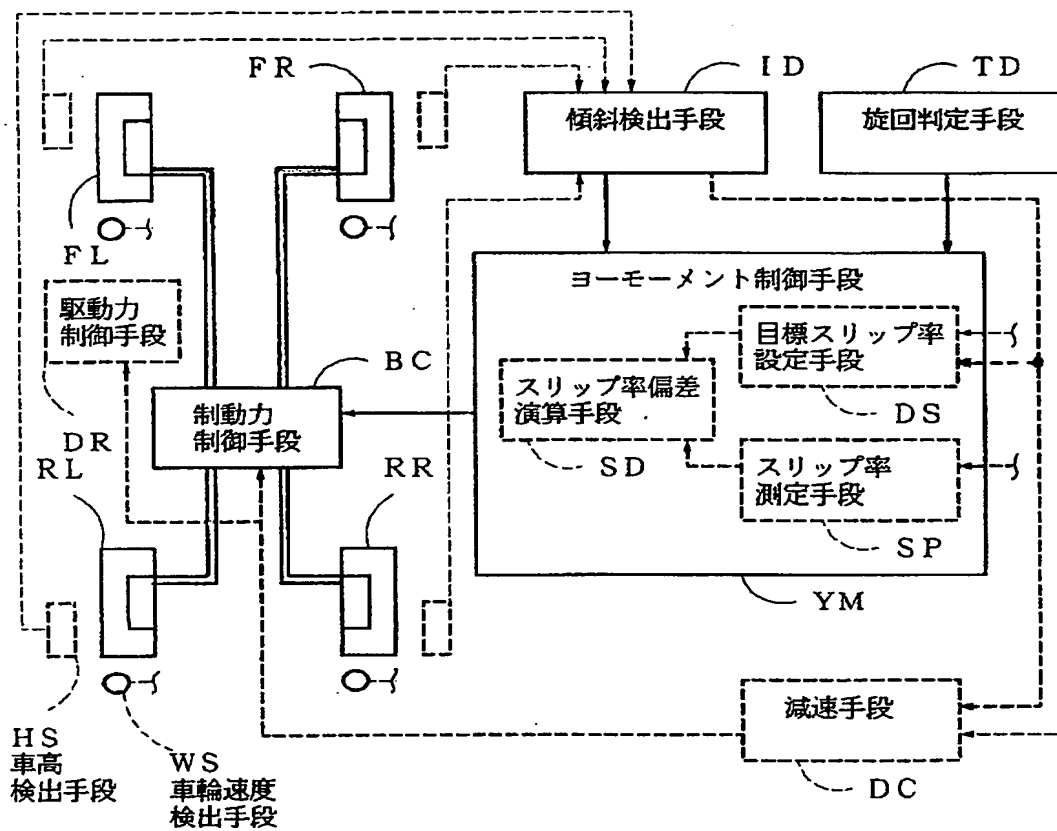 FR
ID
TD
傾斜検出手段
旋回判定手段
FL
ヨーモーメント制御手段
駆動力
制御手段
目標スリップ率
設定手段
BC
スリップ率偏差
演算手段
DS
制動力
制御手段
DR
SD
スリップ率
測定手段
RL
RR
SP
YM
減速手段
HS
車高
検出手段
WS
車輪速度
検出手段
DC